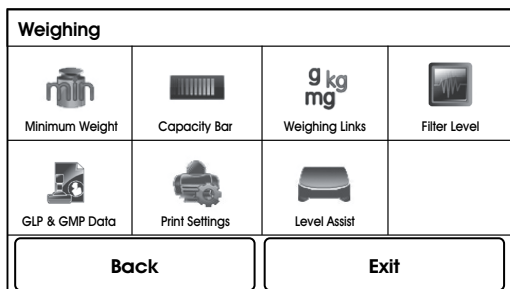 Weighing
min
g kg
mg
Minimum Weight Capacity Bar Weighing Links Filter Level
GLP & GMP Data Print Settings Level Assist
Back Exit